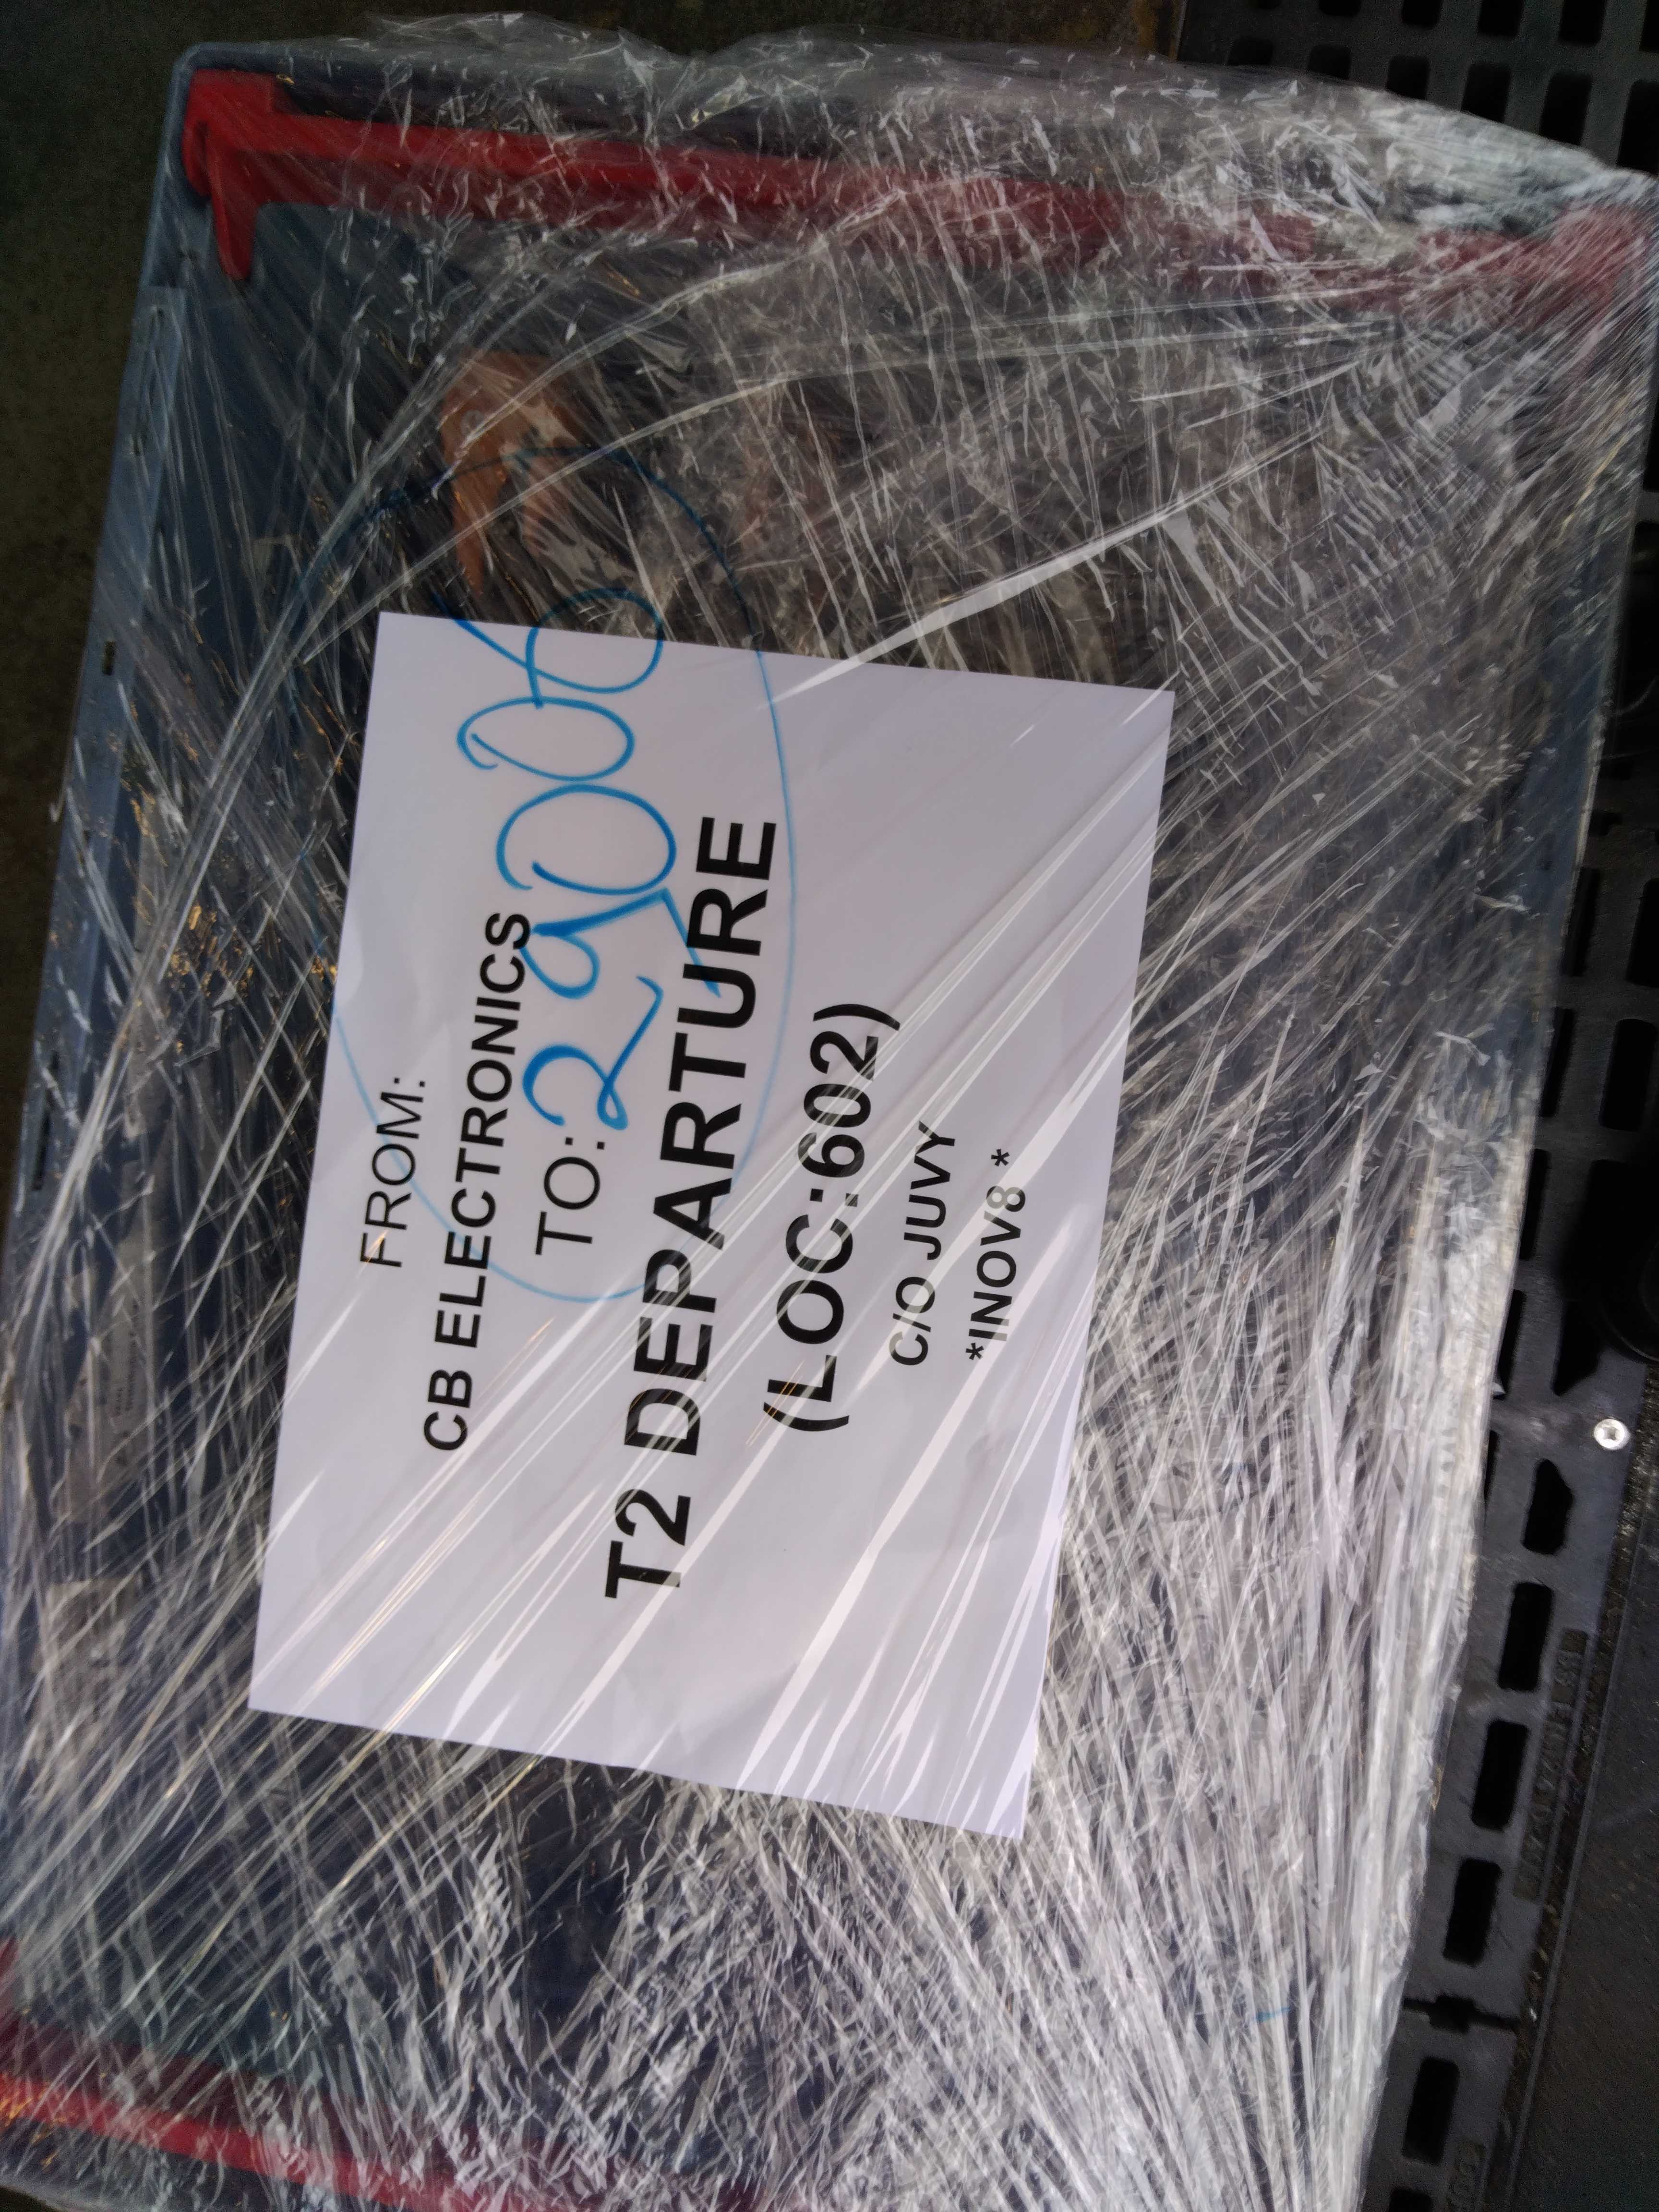 FROM:
CB ELECTRONICS
TO:
T2 DEPARTURE
(LOC:602)
C/O JUVY
*INOV8 *